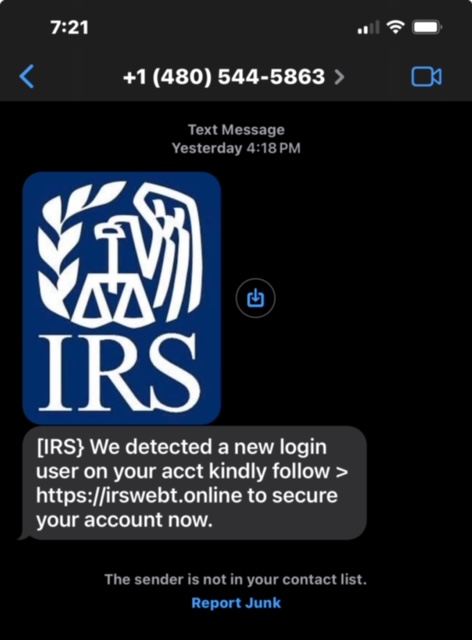 7:21
+1 (480) 544-5863 >
Text Message
Yesterday 4:18 PM
IRS
[IRS} We detected a new login
user on your acct kindly follow >
https://irswebt.online to secure
your account now.
The sender is not in your contact list.
Report Junk